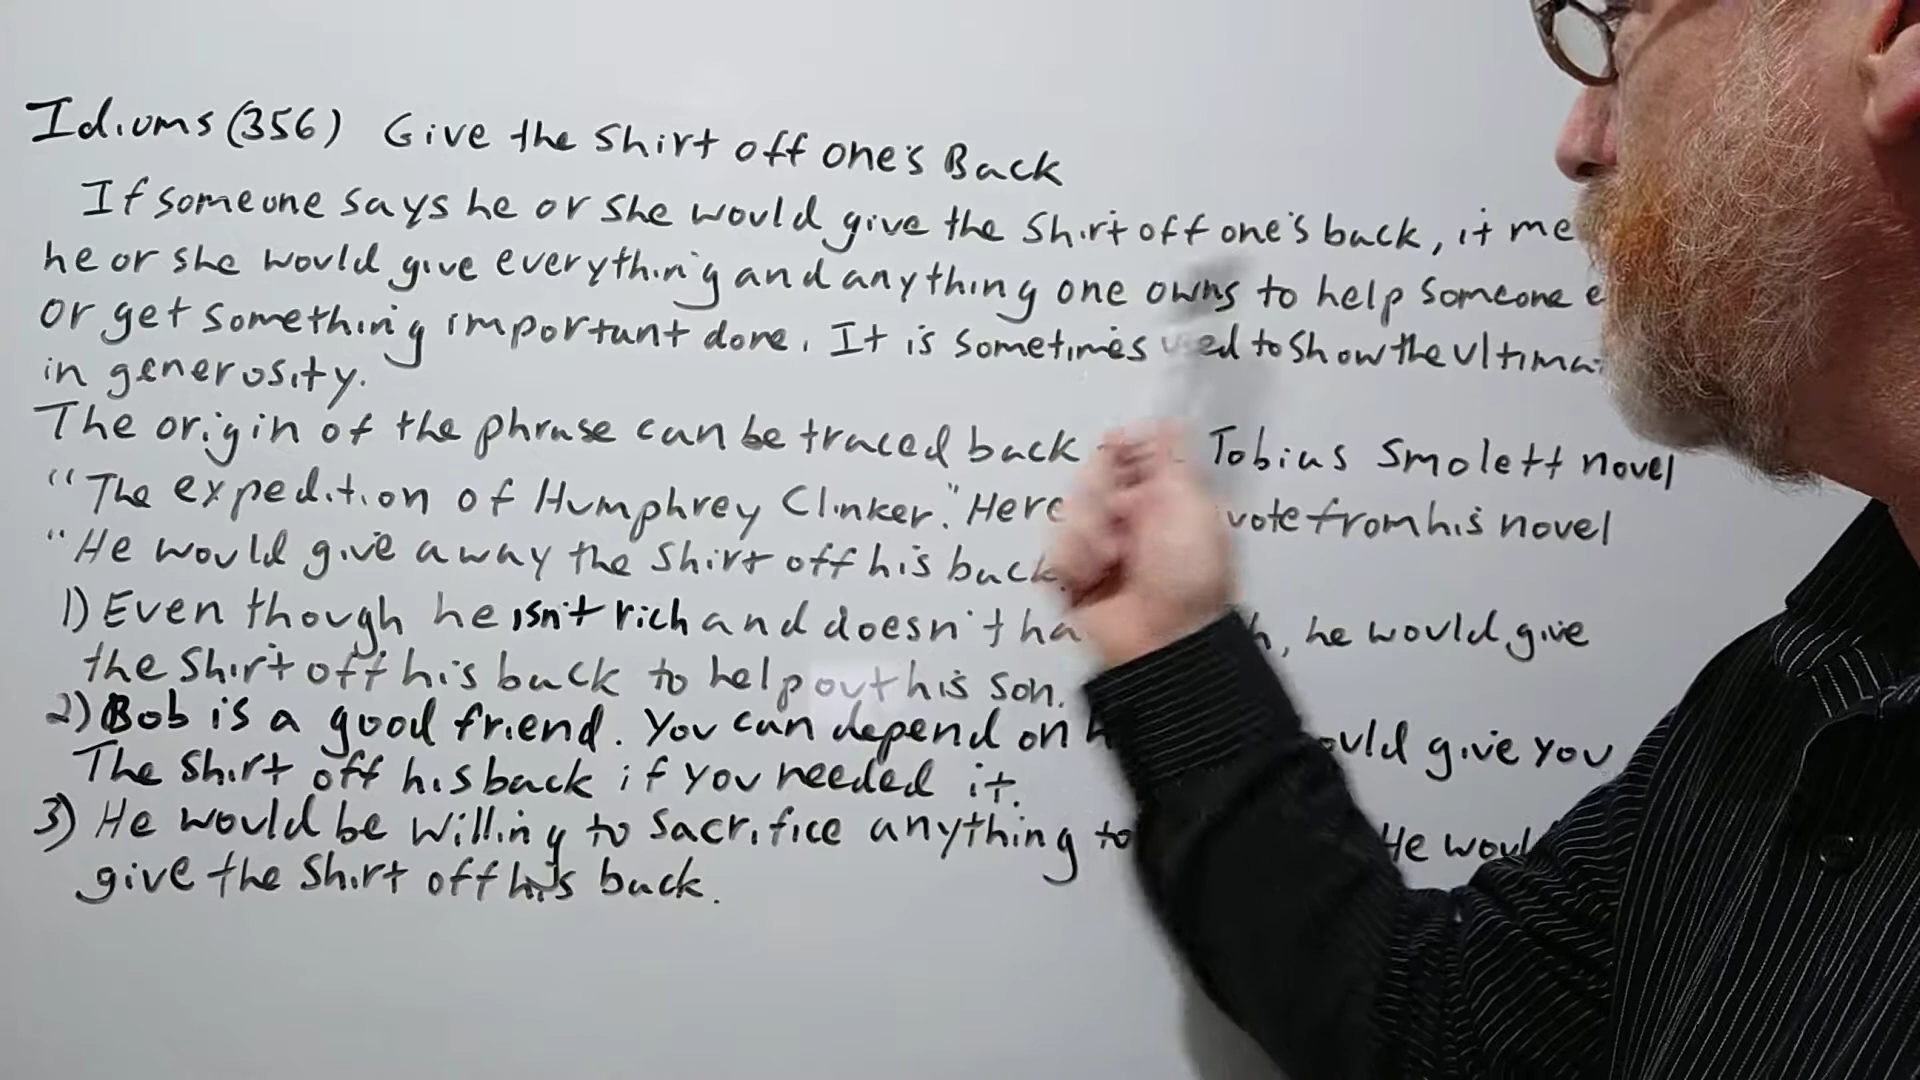 Idioms (356) Give the Shirt off one's Back
If someone says he or she would give the Shirt off one's back, it
he or she would give everything and anything one owns to help someone
or get something important done. It is sometimes used to show the
in generosity.
The origin of the phrase can be traced back Tobias Smolett novel
"The expedition of Humphrey Clinker." from his novel
"He would give away the Shirt off his back
1) Even though he isn't rich and doesn't he would give
the Shirt off his back to help out his son.
2) Bob is a good friend. You can depend on give you
The Shirt off his back if you needed it.
3) He would be willing to sacrifice anything to He
give the Shirt off his back.